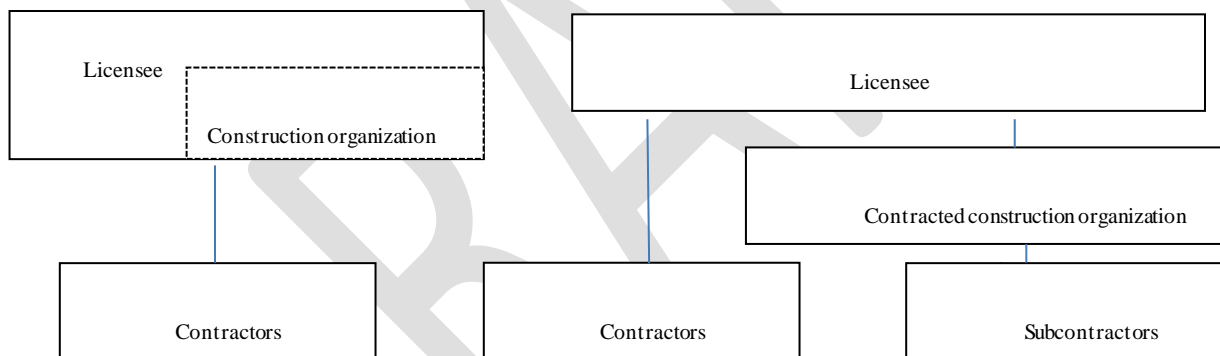 Licensee
Construction organization
Contractors
Licensee
Contracted construction organization
Contractors
Subcontractors